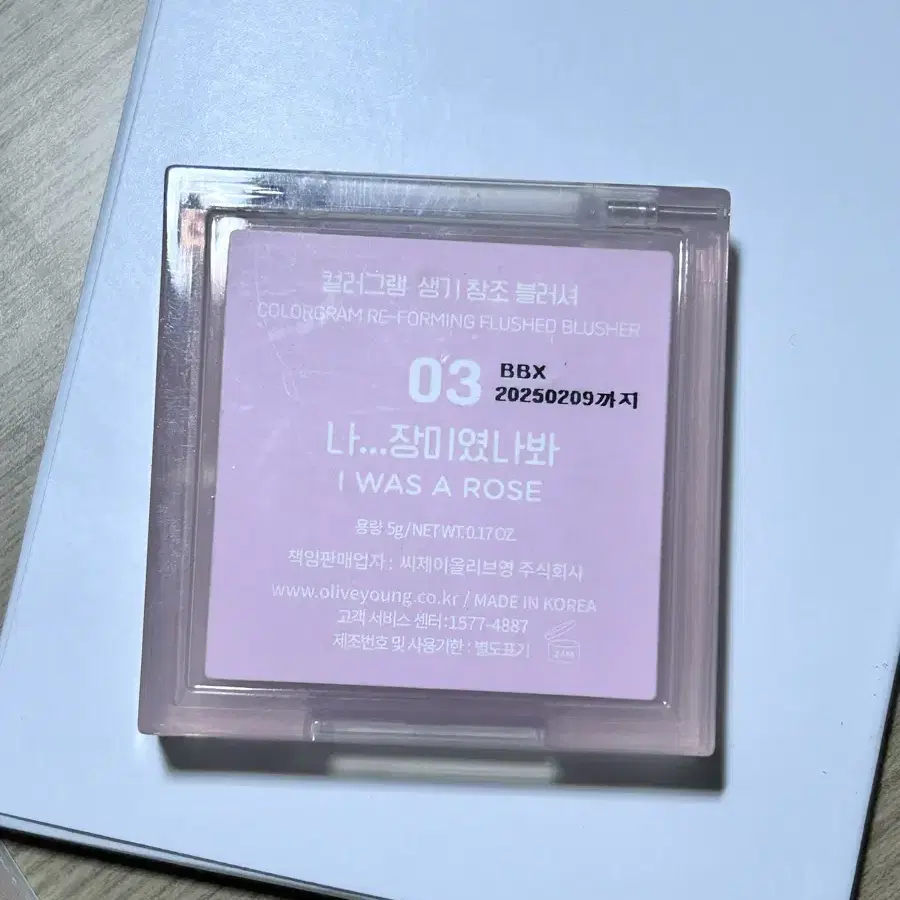 컬러그램 생기 창조 블러셔
COLORGRAM RE-FORMING FLUSHED BLUSHER
03
BBX
20250209까지
나...장미였나봐
I WAS A ROSE
용량 5g/NET WT. 0.17 OZ.
책임판매업자 : 씨제이올리브영 주식회사
www.oliveyoung.co.kr / MADE IN KOREA
고객 서비스 센터:1577-4887
제조번호 및 사용기한 : 별도표기
24M